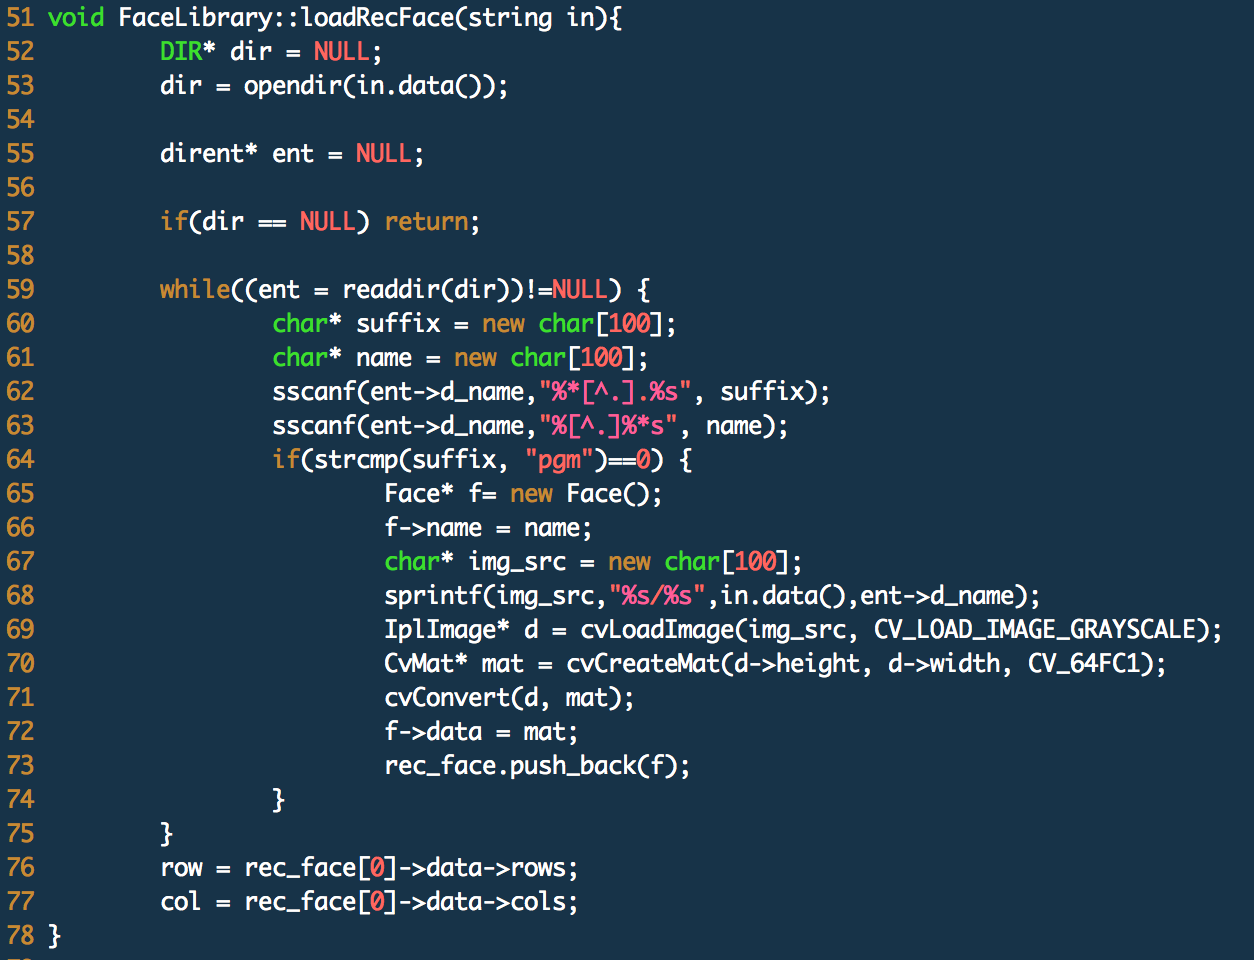 51 void FaceLibrary::loadRecFace(string in){
52         DIR* dir = NULL;
53         dir = opendir(in.data());
54
55         dirent* ent = NULL;
56
57         if(dir == NULL) return;
58
59         while((ent = readdir(dir))!=NULL) {
60                 char* suffix = new char[100];
61                 char* name = new char[100];
62                 sscanf(ent->d_name,"%*[^.].%s", suffix);
63                 sscanf(ent->d_name,"%[^.]%*s", name);
64                 if(strcmp(suffix, "pgm")==0) {
65                         Face* f= new Face();
66                         f->name = name;
67                         char* img_src = new char[100];
68                         sprintf(img_src,"%s/%s",in.data(),ent->d_name);
69                         IplImage* d = cvLoadImage(img_src, CV_LOAD_IMAGE_GRAYSCALE);
70                         CvMat* mat = cvCreateMat(d->height, d->width, CV_64FC1);
71                         cvConvert(d, mat);
72                         f->data = mat;
73                         rec_face.push_back(f);
74                 }
75         }
76         row = rec_face[0]->data->rows;
77         col = rec_face[0]->data->cols;
78 }